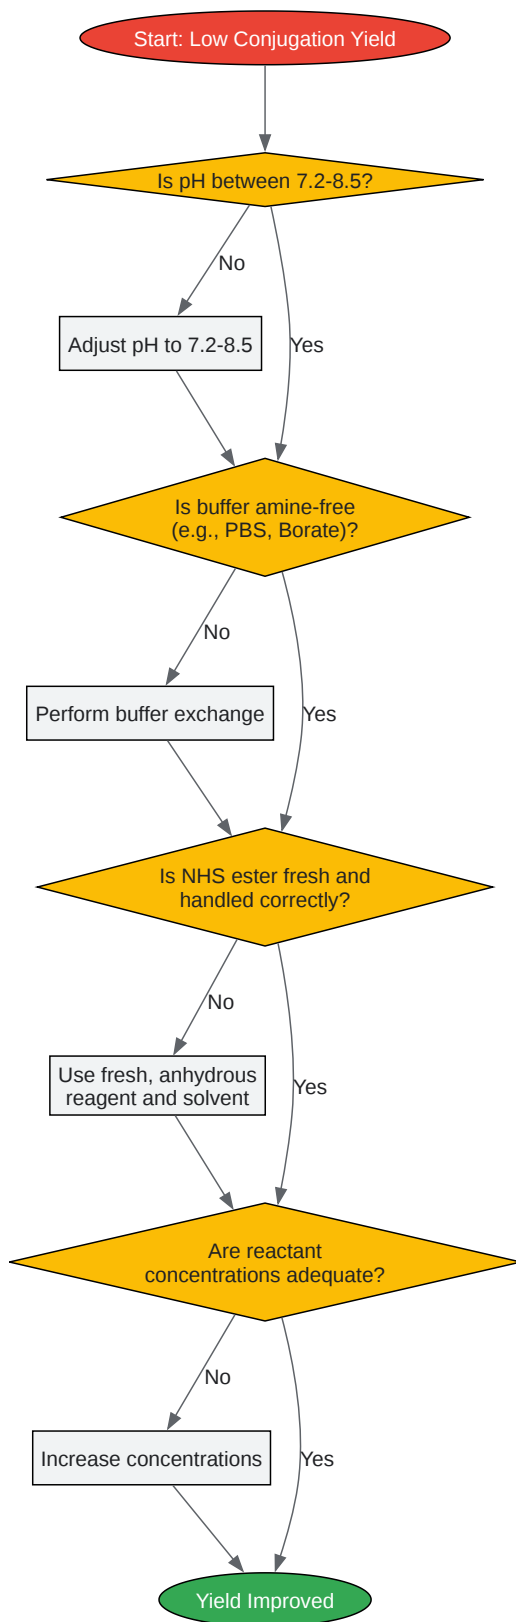 Start: Low Conjugation Yield
Is pH between 7.2-8.5?
No
Adjust pH to 7.2-8.5
Yes
Is buffer amine-free
(e.g., PBS, Borate)?
No
Perform buffer exchange
Yes
Is NHS ester fresh and
handled correctly?
No
Use fresh, anhydrous
reagent and solvent
Yes
Are reactant
concentrations adequate?
No
Increase concentrations
Yes
Yield Improved